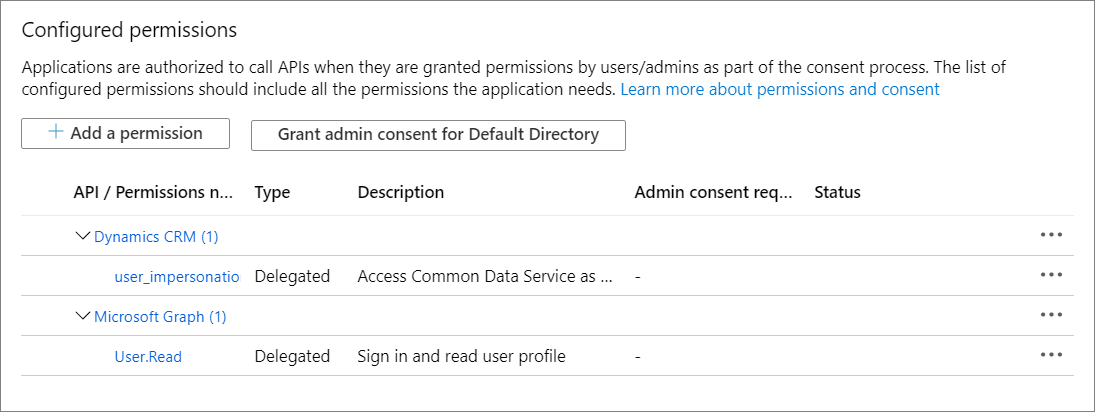 Configured permissions
Applications are authorized to call APIs when they are granted permissions by users/admins as part of the consent process. The list of
configured permissions should include all the permissions the application needs. Learn more about permissions and consent
+ Add a permission Grant admin consent for Default Directory
API / Permissions n... Type Description Admin consent req... Status
Dynamics CRM (1) ...
user_impersonatio Delegated Access Common Data Service as ... - ...
Microsoft Graph (1) ...
User.Read Delegated Sign in and read user profile - ...